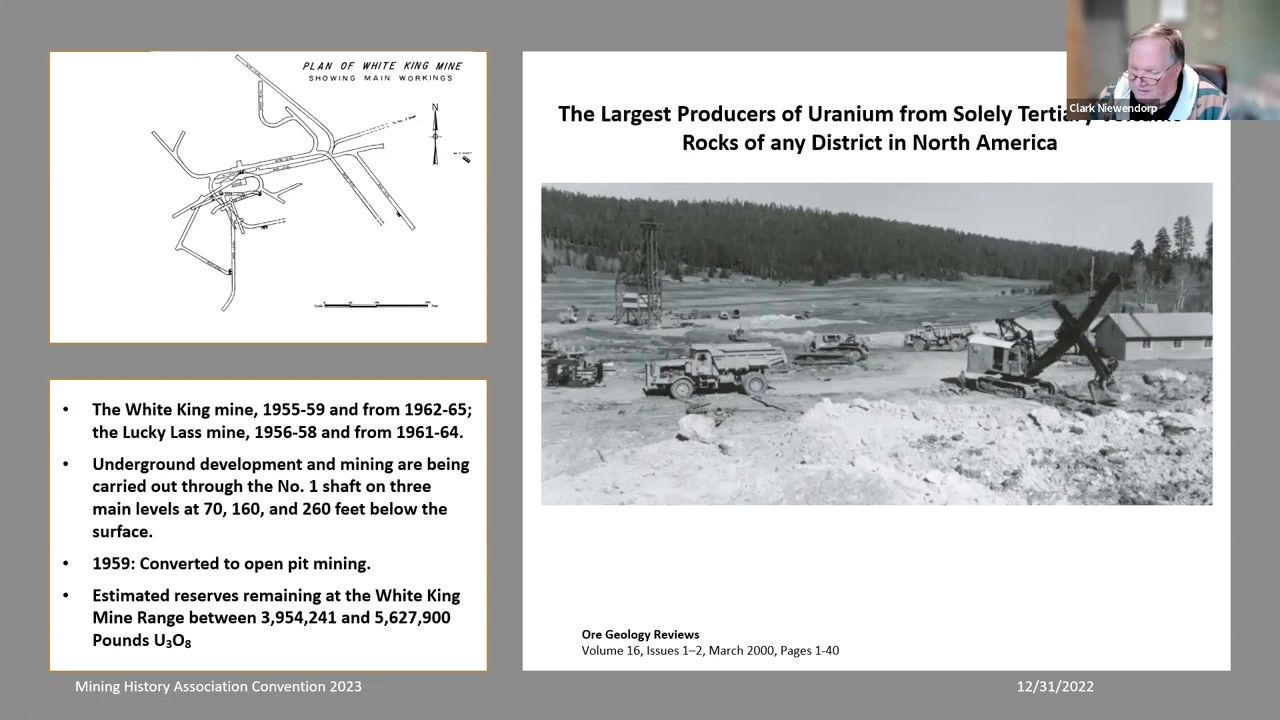 PLAN OF WHITE KING MINE
SHOWING MAIN WORKINGS
N
Clark Niewendorp
The Largest Producers of Uranium from Solely Tertiary Volcanic
Rocks of any District in North America
• The White King mine, 1955-59 and from 1962-65;
the Lucky Lass mine, 1956-58 and from 1961-64.
• Underground development and mining are being
carried out through the No. 1 shaft on three
main levels at 70, 160, and 260 feet below the
surface.
• 1959: Converted to open pit mining.
• Estimated reserves remaining at the White King
Mine Range between 3,954,241 and 5,627,900
Pounds U₃O₈
Ore Geology Reviews
Volume 16, Issues 1–2, March 2000, Pages 1-40
Mining History Association Convention 2023
12/31/2022